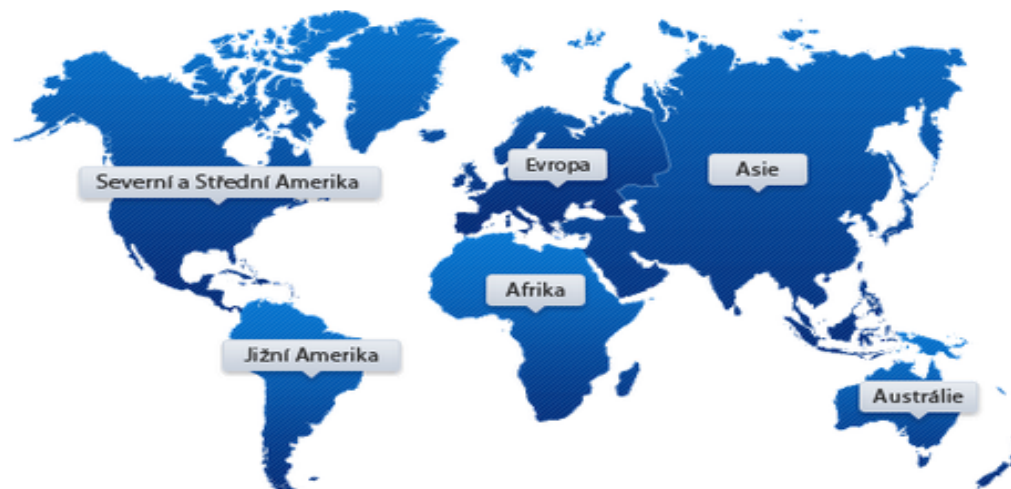 Severní a Střední Amerika
Evropa
Asie
Afrika
Jižní Amerika
Austrálie